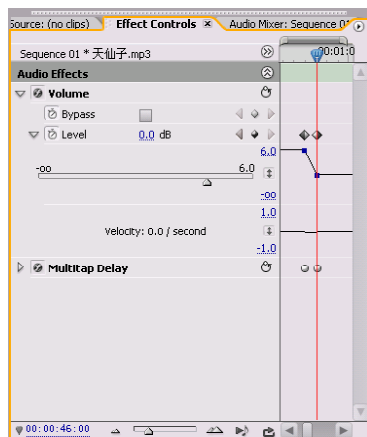 Source: (no clips) Effect Controls × Audio Mixer: Sequence 01
Sequence 01 * 天仙子.mp3
00:01:0
Audio Effects
Volume
Bypass
Level 0.0 dB
6.0
-oo 6.0
-oo
1.0
Velocity: 0.0 / second
-1.0
Multitap Delay
00:00:46:00